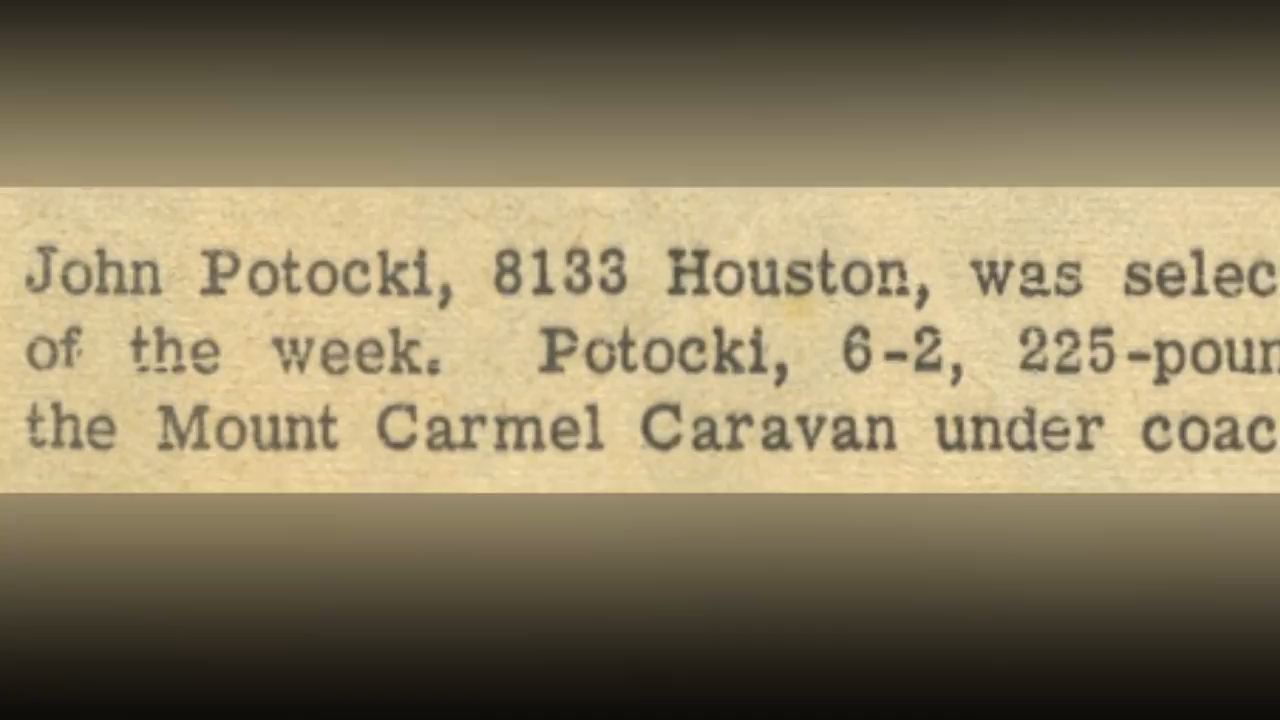 John Potocki, 8133 Houston, was selec
of the week. Potocki, 6-2, 225-poun
the Mount Carmel Caravan under coac